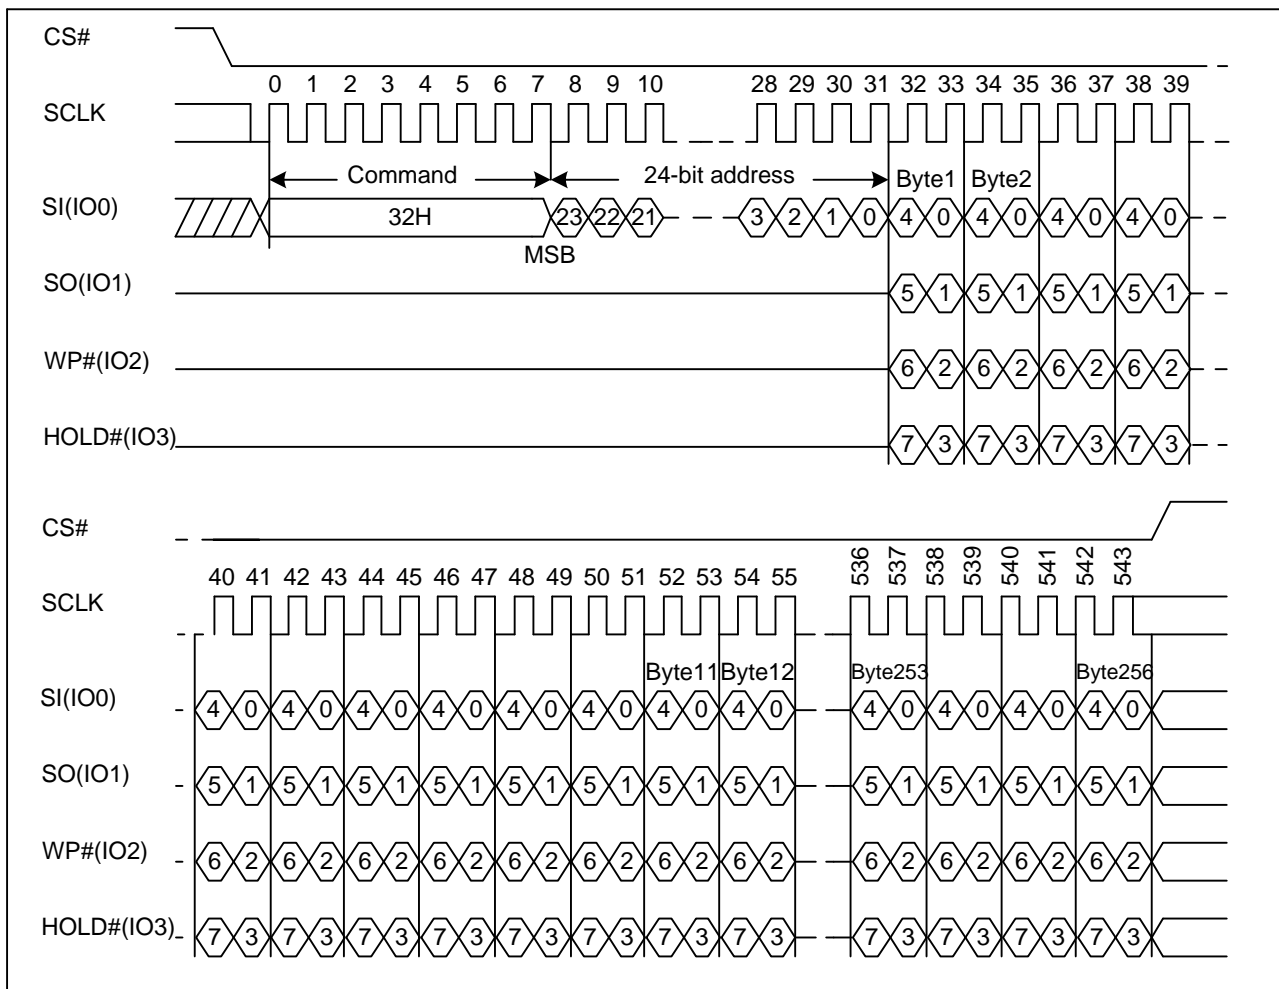 CS#
0 1 2 3 4 5 6 7 8 9 10 28 29 30 31 32 33 34 35 36 37 38 39
SCLK
Command 24-bit address Byte1 Byte2
SI(IO0) 32H 23 22 21 3 2 1 0 4 0 4 0 4 0 4 0
MSB
SO(IO1) 5 1 5 1 5 1 5 1
WP#(IO2) 6 2 6 2 6 2 6 2
HOLD#(IO3) 7 3 7 3 7 3 7 3
CS#
40 41 42 43 44 45 46 47 48 49 50 51 52 53 54 55 536 537 538 539 540 541 542 543
SCLK
Byte11 Byte12 Byte253 Byte256
SI(IO0) 4 0 4 0 4 0 4 0 4 0 4 0 4 0 4 0 4 0 4 0 4 0 4 0
SO(IO1) 5 1 5 1 5 1 5 1 5 1 5 1 5 1 5 1 5 1 5 1 5 1 5 1
WP#(IO2) 6 2 6 2 6 2 6 2 6 2 6 2 6 2 6 2 6 2 6 2 6 2 6 2
HOLD#(IO3) 7 3 7 3 7 3 7 3 7 3 7 3 7 3 7 3 7 3 7 3 7 3 7 3